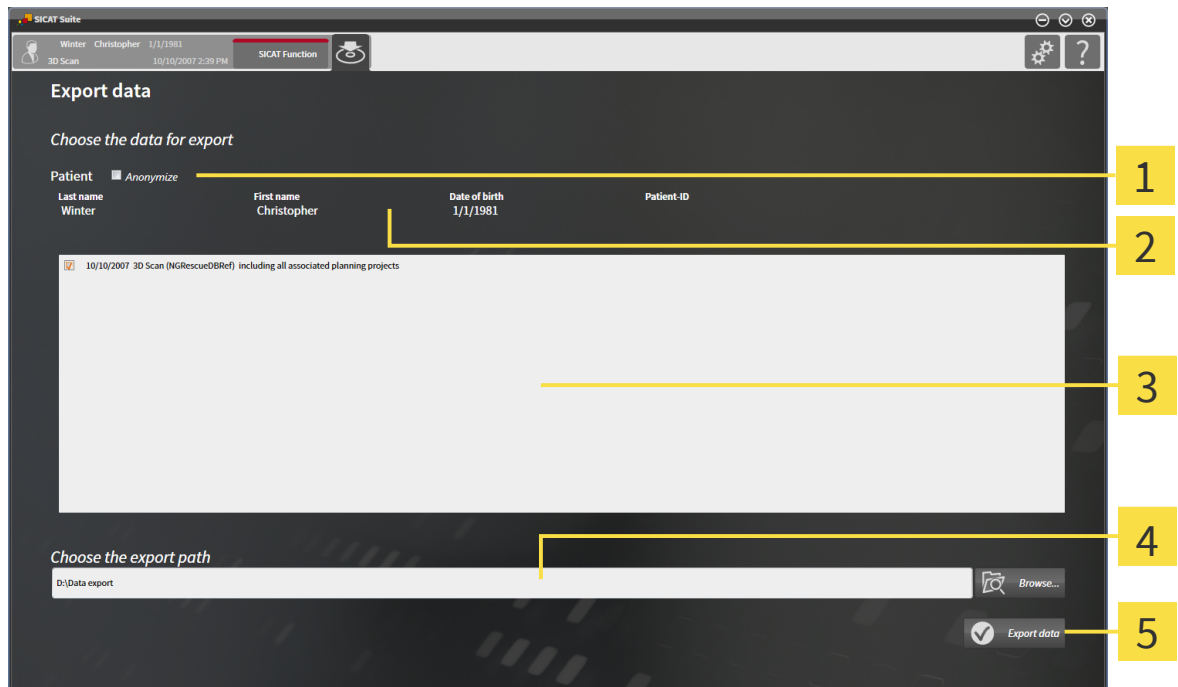 SICAT Suite
Winter Christopher 1/1/1981
3D Scan 10/10/2007 2:39 PM
SICAT Function
?
Export data
Choose the data for export
Patient Anonymize
1
Last name First name Date of birth Patient-ID
Winter Christopher 1/1/1981
2
10/10/2007 3D Scan (NGRescueDBRef) including all associated planning projects
3
4
Choose the export path
D:\Data export Browse...
Export data
5